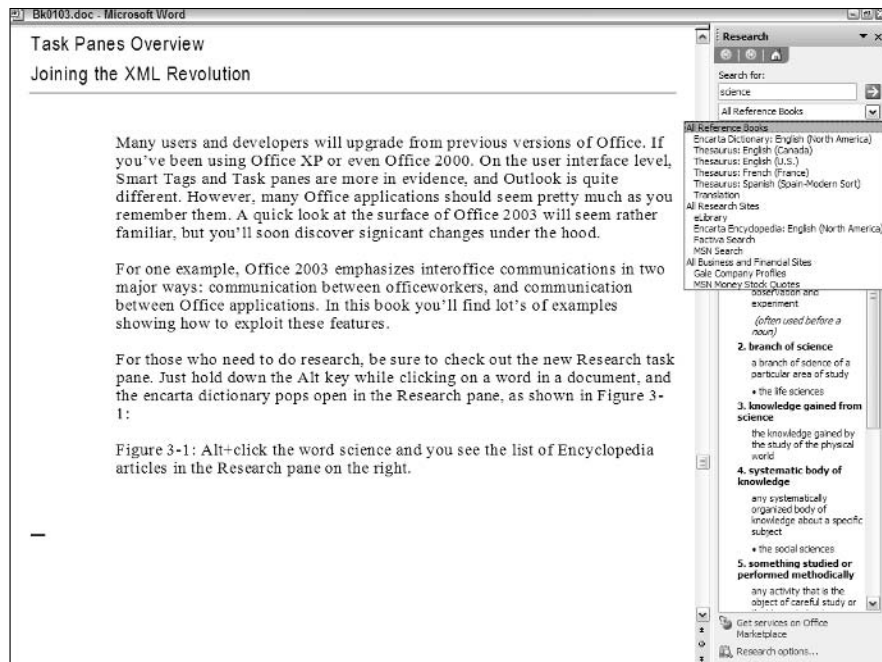 Bk0103.doc - Microsoft Word
Task Panes Overview
Joining the XML Revolution
Many users and developers will upgrade from previous versions of Office. If
you've been using Office XP or even Office 2000. On the user interface level,
Smart Tags and Task panes are more in evidence, and Outlook is quite
different. However, many Office applications should seem pretty much as you
remember them. A quick look at the surface of Office 2003 will seem rather
familiar, but you'll soon discover signicant changes under the hood.
For one example, Office 2003 emphasizes interoffice communications in two
major ways: communication between officeworkers, and communication
between Office applications. In this book you'll find lot's of examples
showing how to exploit these features.
For those who need to do research, be sure to check out the new Research task
pane. Just hold down the Alt key while clicking on a word in a document, and
the encarta dictionary pops open in the Research pane, as shown in Figure 3-
1:
Figure 3-1: Alt+click the word science and you see the list of Encyclopedia
articles in the Research pane on the right.
Research
Search for:
science
All Reference Books
All Reference Books
Encarta Dictionary: English (North America)
Thesaurus: English (Canada)
Thesaurus: English (U.S.)
Thesaurus: French (France)
Thesaurus: Spanish (Spain-Modern Sort)
Translation
All Research Sites
eLibrary
Encarta Encyclopedia: English (North America)
Factiva Search
MSN Search
All Business and Financial Sites
Gale Company Profiles
MSN Money Stock Quotes
observation and
experiment
(often used before a
noun)
2. branch of science
a branch of science of a
particular area of study
• the life sciences
3. knowledge gained from
science
the knowledge gained by
the study of the physical
world
4. systematic body of
knowledge
any systematically
organized body of
knowledge about a specific
subject
• the social sciences
5. something studied or
performed methodically
any activity that is the
object of careful study or
Get services on Office
Marketplace
Research options...